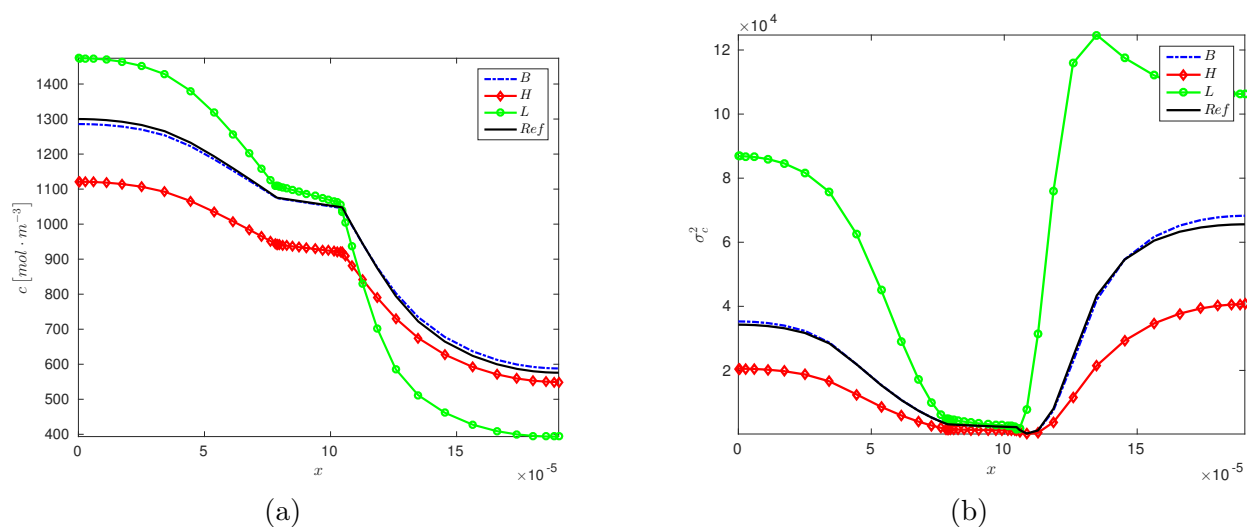 1400
1300
1200
1100
1000
900
800
700
600
500
400
c [mol · m⁻³]
0
5
10
15
x
×10⁻⁵
B
H
L
Ref
(a)
×10⁴
12
10
8
6
4
2
σ_c²
0
5
10
15
x
×10⁻⁵
B
H
L
Ref
(b)